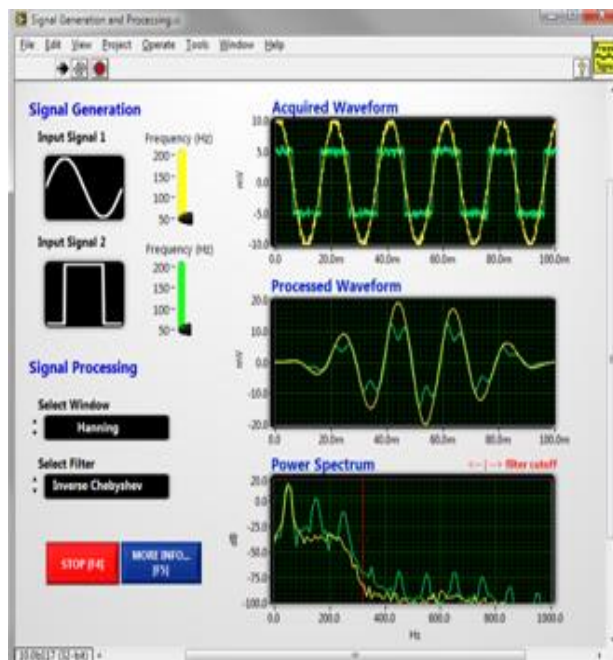 Signal Generation and Processing.vi
File Edit View Project Operate Tools Window Help
Signal Generation
Input Signal 1
Frequency (Hz)
200
150
100
50
Input Signal 2
Frequency (Hz)
200
150
100
50
Signal Processing
Select Window
Hanning
Select Filter
Inverse Chebyshev
STOP [F4]
MORE INFO...
[F5]
Acquired Waveform
10.0
5.0
0.0
-5.0
-10.0
mV
0.0 20.0m 40.0m 60.0m 80.0m 100.0m
Processed Waveform
20.0
10.0
0.0
-10.0
-20.0
mV
0.0 20.0m 40.0m 60.0m 80.0m 100.0m
Power Spectrum
<--|--> filter cutoff
20.0
0.0
-25.0
-50.0
-75.0
-100.0
dB
0.0 200.0 400.0 600.0 800.0 1000.0
Hz